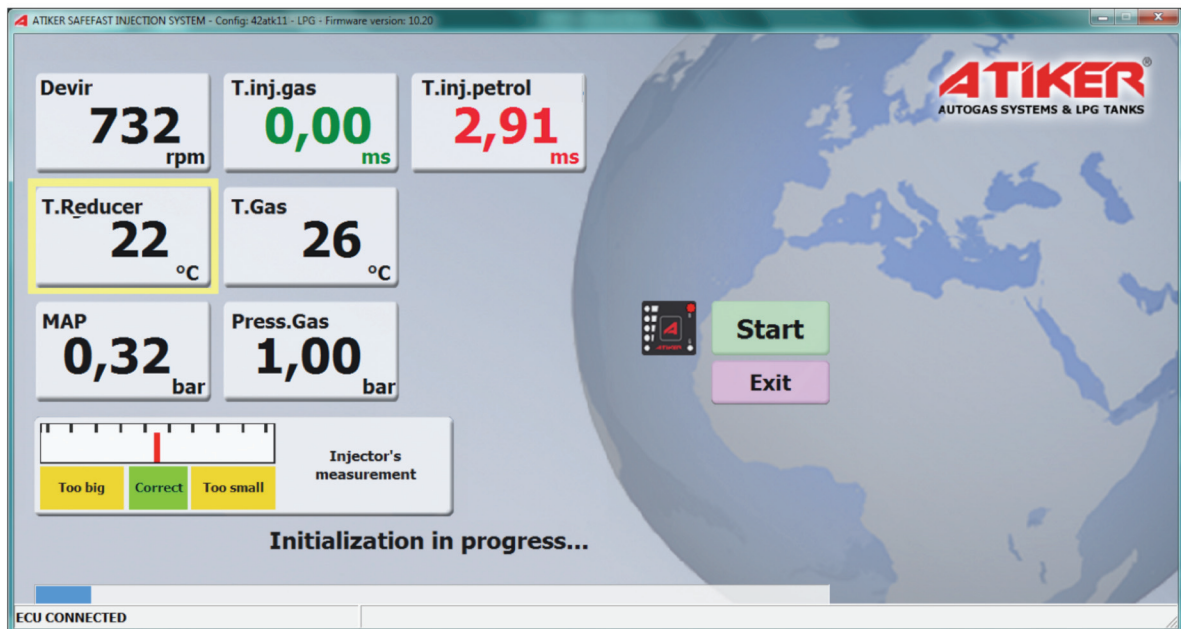 ATIKER SAFEFAST INJECTION SYSTEM - Config: 42atk11 - LPG - Firmware version: 10.20
ATİKER®
AUTOGAS SYSTEMS & LPG TANKS
Devir
732
rpm
T.inj.gas
0,00
ms
T.inj.petrol
2,91
ms
T.Reducer
22
°C
T.Gas
26
°C
MAP
0,32
bar
Press.Gas
1,00
bar
Start
Exit
Injector's
measurement
Too big
Correct
Too small
Initialization in progress...
ECU CONNECTED